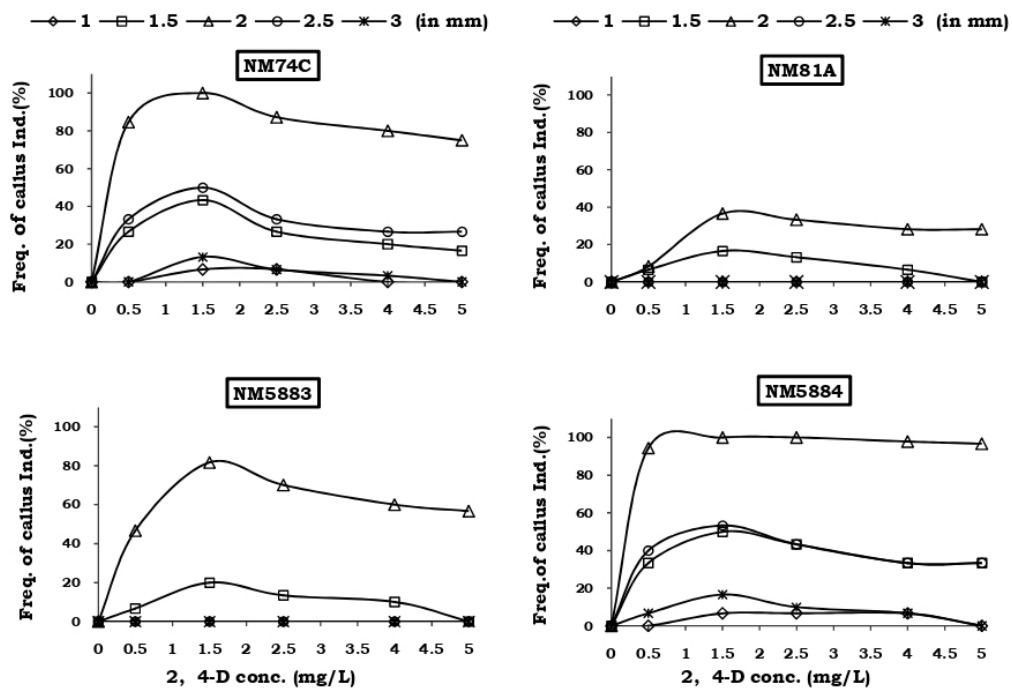 1 1.5 2 2.5 3 (in mm)
1 1.5 2 2.5 3 (in mm)
NM74C
Freq. of callus Ind.(%)
100
80
60
40
20
0
0 0.5 1 1.5 2 2.5 3 3.5 4 4.5 5
NM81A
Freq. of callus Ind.(%)
100
80
60
40
20
0
0 0.5 1 1.5 2 2.5 3 3.5 4 4.5 5
NM5883
Freq. of callus Ind.(%)
100
80
60
40
20
0
0 0.5 1 1.5 2 2.5 3 3.5 4 4.5 5
2, 4-D conc. (mg/L)
NM5884
Freq.of callus Ind.(%)
100
80
60
40
20
0
0 0.5 1 1.5 2 2.5 3 3.5 4 4.5 5
2, 4-D conc. (mg/L)